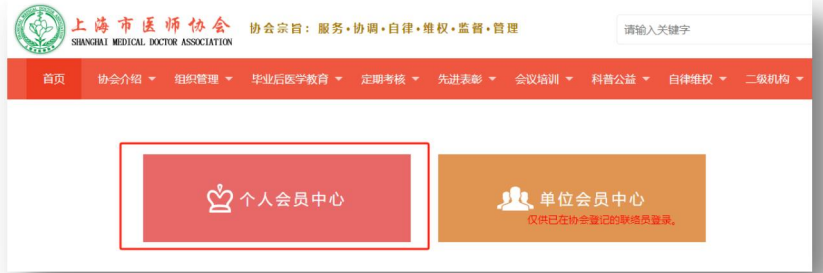 上海市医师协会
SHANGHAI MEDICAL DOCTOR ASSOCIATION
协会宗旨：服务·协调·自律·维权·监督·管理
请输入关键字
首页 协会介绍 组织管理 毕业后医学教育 定期考核 先进表彰 会议培训 科普公益 自律维权 二级机构
个人会员中心
单位会员中心
仅供已在协会登记的联络员登录。